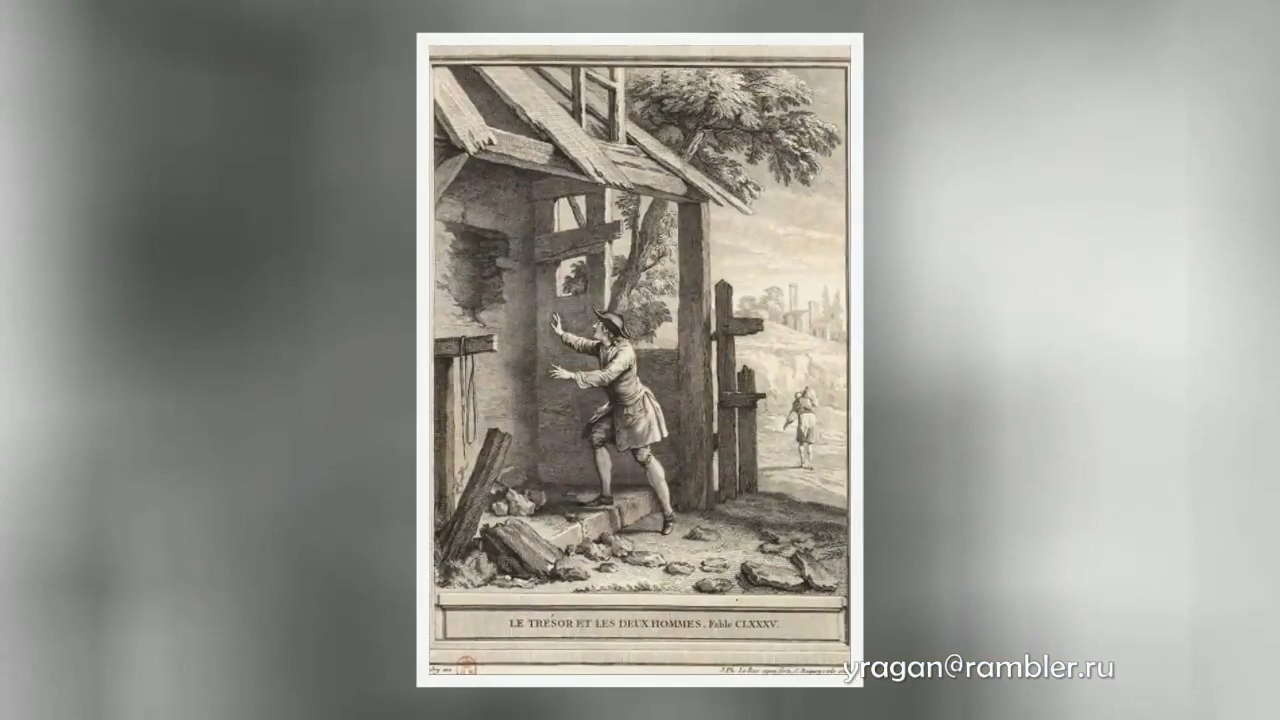 LE TRÉSOR ET LES DEUX HOMMES. Fable CLXXXV.
yragan@rambler.ru